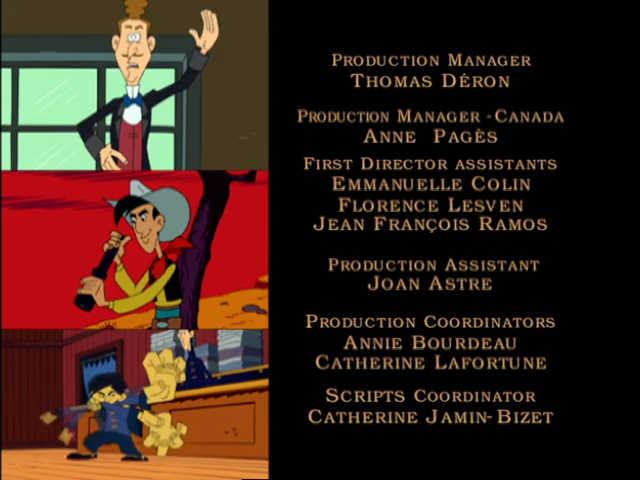 Production Manager
Thomas Déron
Production Manager - Canada
Anne Pagès
First Director assistants
Emmanuelle Colin
Florence Lesven
Jean François Ramos
Production Assistant
Joan Astre
Production Coordinators
Annie Bourdeau
Catherine Lafortune
Scripts Coordinator
Catherine Jamin-Bizet